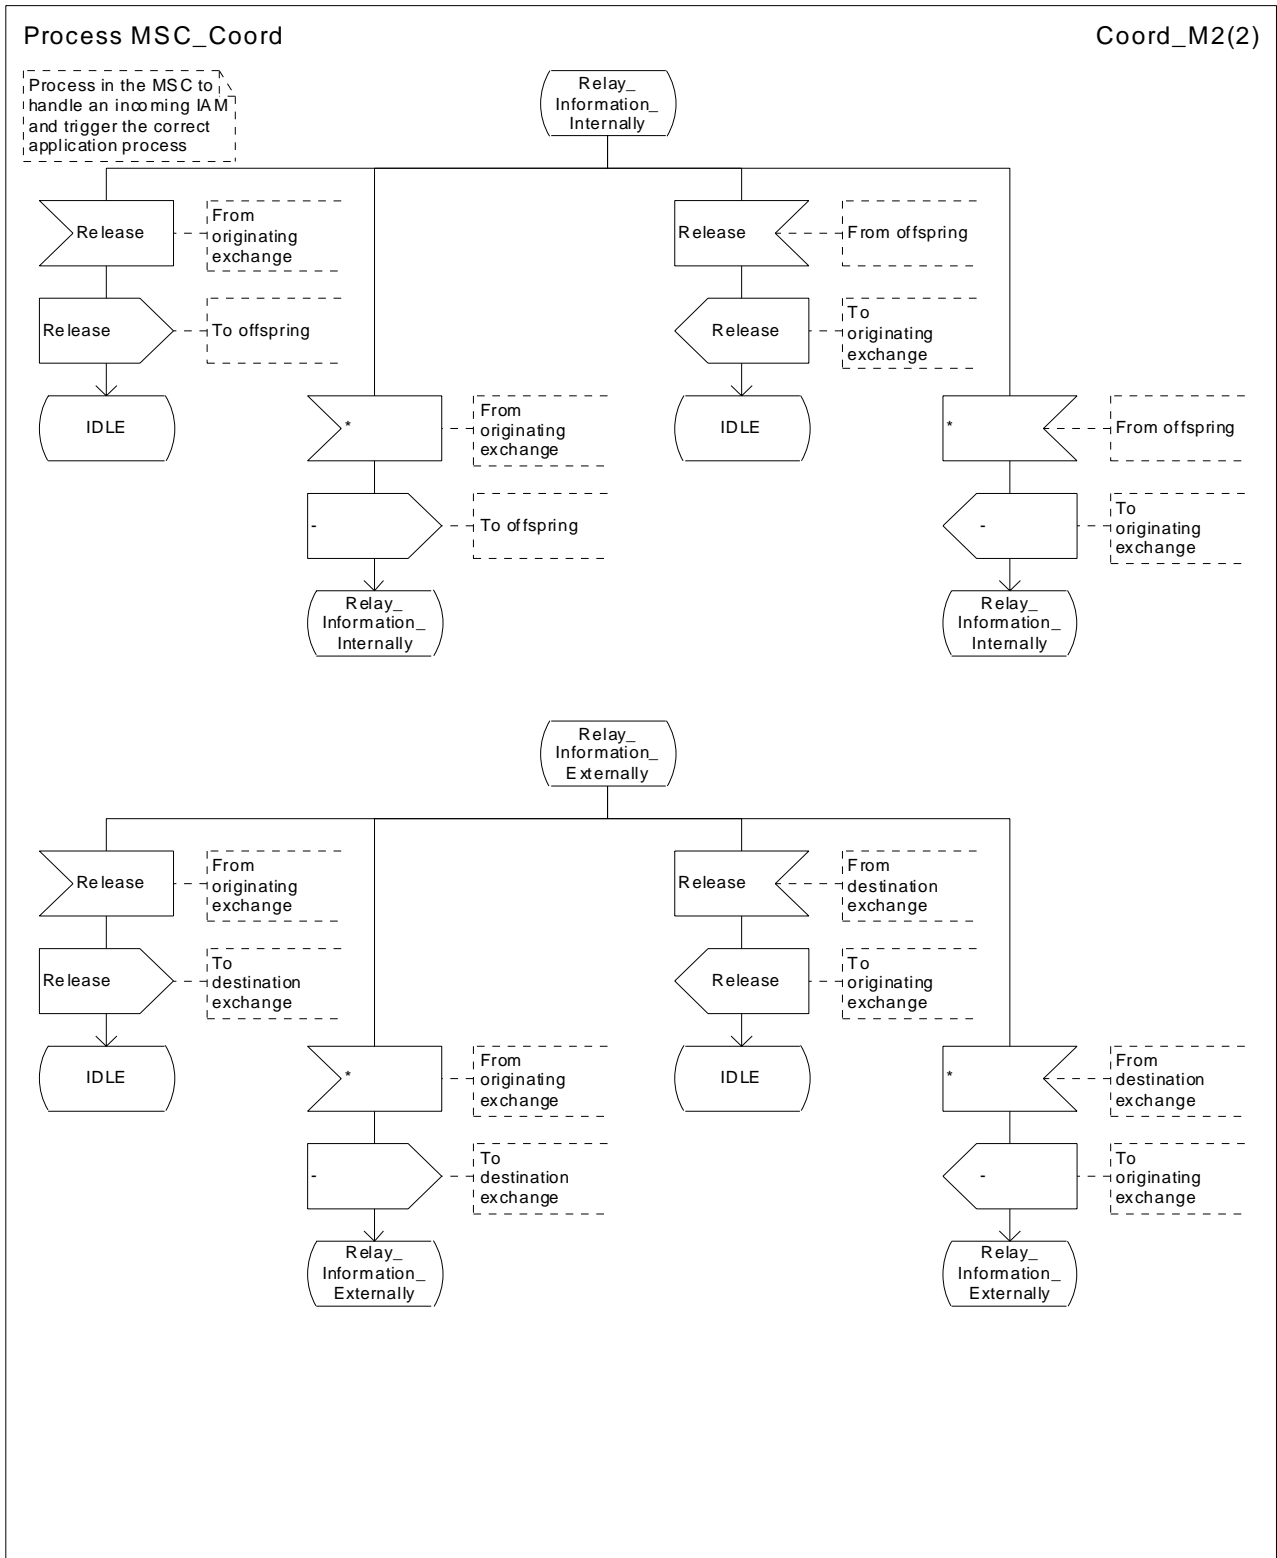 Process MSC_Coord
Coord_M2(2)
Process in the MSC to
handle an incoming IAM
and trigger the correct
application process
Relay_
Information_
Internally
Release
From
originating
exchange
Release
From offspring
Release
To offspring
Release
To
originating
exchange
IDLE
*
From
originating
exchange
IDLE
*
From offspring
-
To offspring
-
To
originating
exchange
Relay_
Information_
Internally
Relay_
Information_
Internally
Relay_
Information_
Externally
Release
From
originating
exchange
Release
From
destination
exchange
Release
To
destination
exchange
Release
To
originating
exchange
IDLE
*
From
originating
exchange
IDLE
*
From
destination
exchange
-
To
destination
exchange
-
To
originating
exchange
Relay_
Information_
Externally
Relay_
Information_
Externally